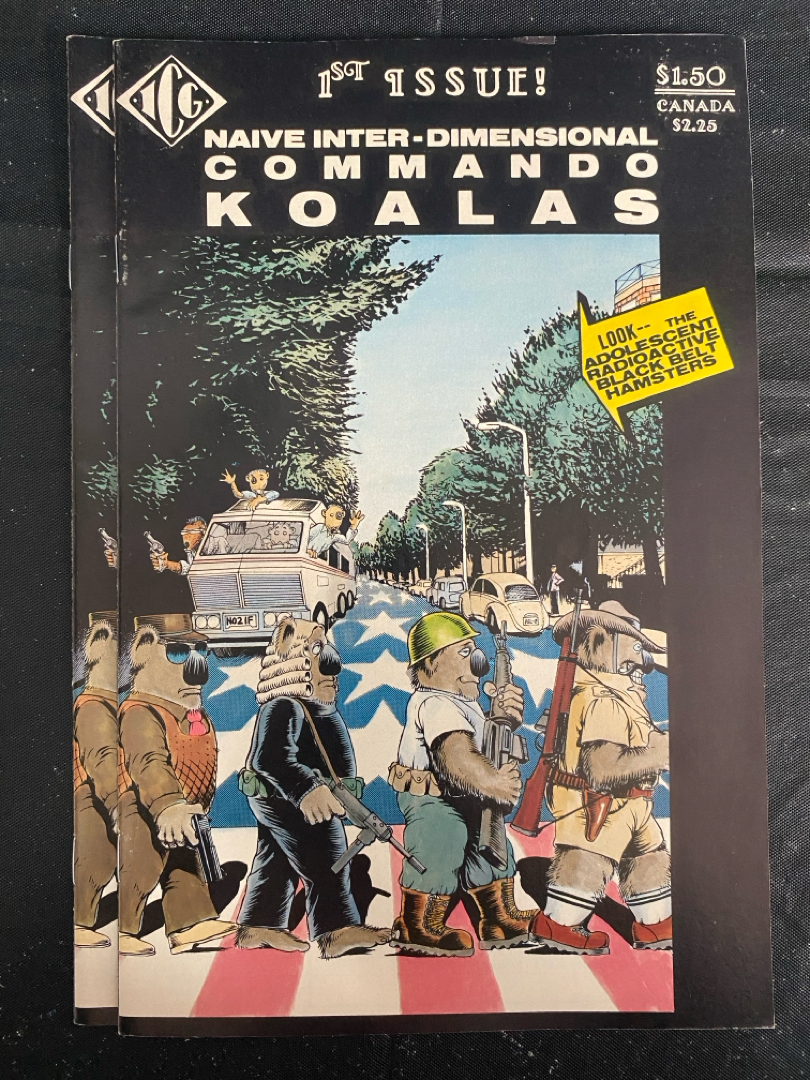 ICG
1ST ISSUE!
$1.50
CANADA
$2.25
NAIVE INTER-DIMENSIONAL
COMMANDO
KOALAS
LOOK-- THE
ADOLESCENT
RADIOACTIVE
BLACK BELT
HAMSTERS
NOZIF